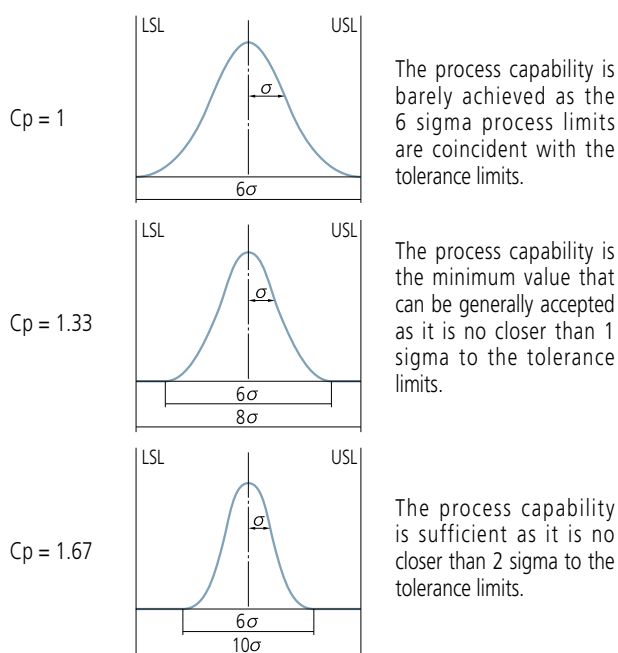 LSL USL
Cp = 1
σ
6σ
The process capability is
barely achieved as the
6 sigma process limits
are coincident with the
tolerance limits.
LSL USL
Cp = 1.33
σ
6σ
8σ
The process capability is
the minimum value that
can be generally accepted
as it is no closer than 1
sigma to the tolerance
limits.
LSL USL
Cp = 1.67
σ
6σ
10σ
The process capability
is sufficient as it is no
closer than 2 sigma to the
tolerance limits.